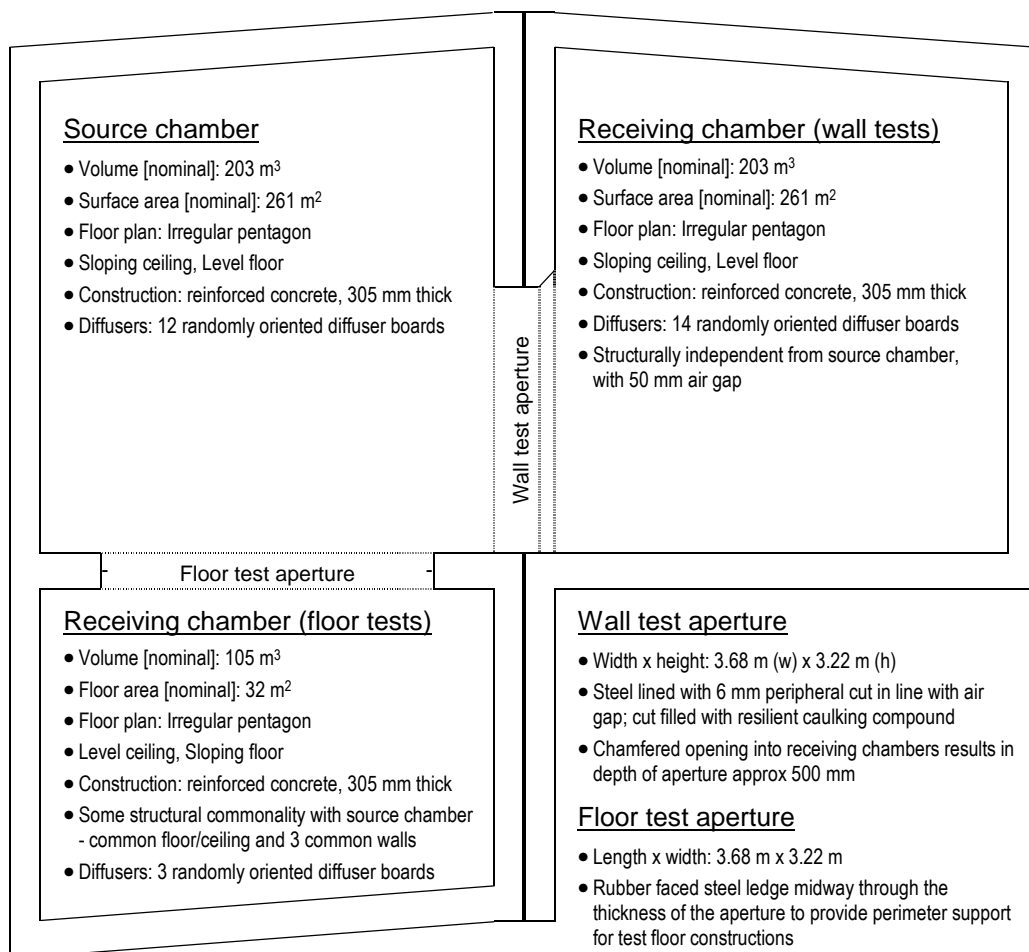 Source chamber
• Volume [nominal]: 203 m³
• Surface area [nominal]: 261 m²
• Floor plan: Irregular pentagon
• Sloping ceiling, Level floor
• Construction: reinforced concrete, 305 mm thick
• Diffusers: 12 randomly oriented diffuser boards
Receiving chamber (wall tests)
• Volume [nominal]: 203 m³
• Surface area [nominal]: 261 m²
• Floor plan: Irregular pentagon
• Sloping ceiling, Level floor
• Construction: reinforced concrete, 305 mm thick
• Diffusers: 14 randomly oriented diffuser boards
• Structurally independent from source chamber,
with 50 mm air gap
Wall test aperture
Floor test aperture
Receiving chamber (floor tests)
• Volume [nominal]: 105 m³
• Floor area [nominal]: 32 m²
• Floor plan: Irregular pentagon
• Level ceiling, Sloping floor
• Construction: reinforced concrete, 305 mm thick
• Some structural commonality with source chamber
- common floor/ceiling and 3 common walls
• Diffusers: 3 randomly oriented diffuser boards
Wall test aperture
• Width x height: 3.68 m (w) x 3.22 m (h)
• Steel lined with 6 mm peripheral cut in line with air
gap; cut filled with resilient caulking compound
• Chamfered opening into receiving chambers results in
depth of aperture approx 500 mm
Floor test aperture
• Length x width: 3.68 m x 3.22 m
• Rubber faced steel ledge midway through the
thickness of the aperture to provide perimeter support
for test floor constructions